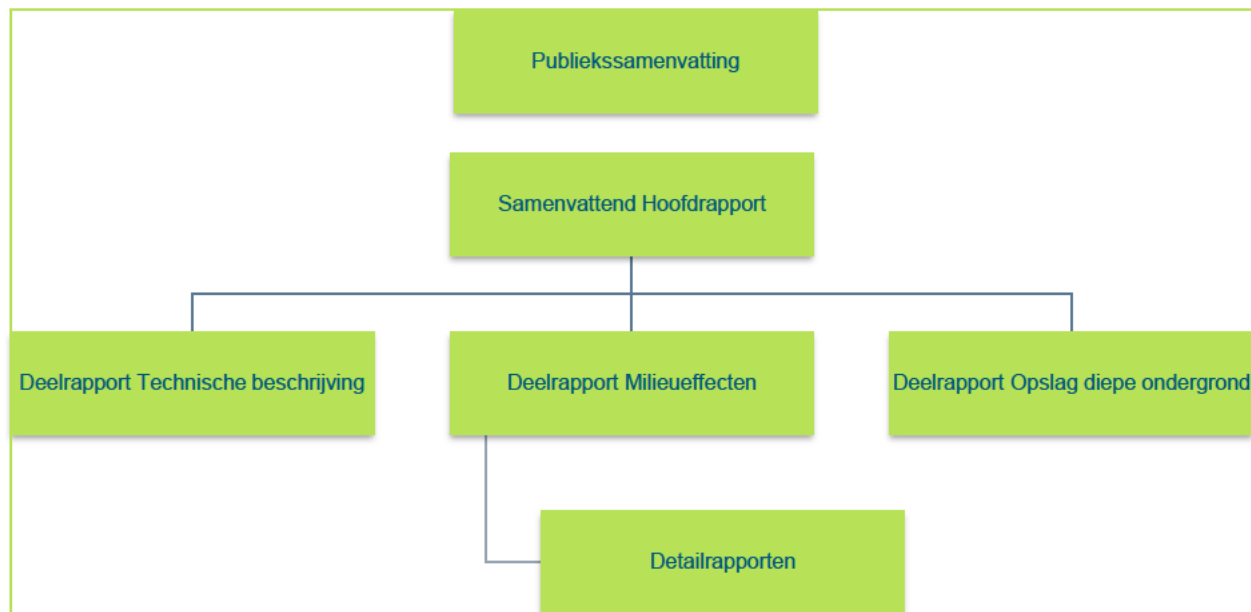 Publiekssamenvatting
Samenvattend Hoofdrapport
Deelrapport Technische beschrijving
Deelrapport Milieueffecten
Deelrapport Opslag diepe ondergrond
Detailrapporten